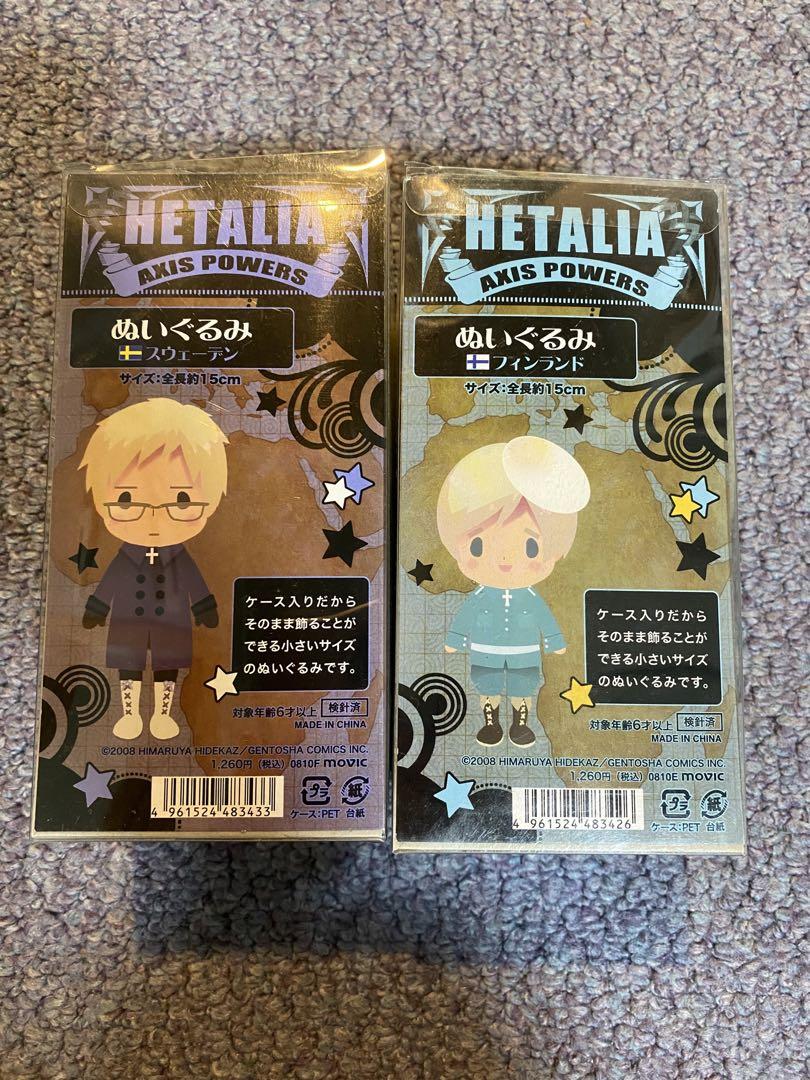 HETALIA
AXIS POWERS
ぬいぐるみ
スウェーデン
サイズ:全長約15cm
ケース入りだから
そのまま飾ることが
できる小さいサイズ
のぬいぐるみです。
対象年齢6才以上 検針済
MADE IN CHINA
©2008 HIMARUYA HIDEKAZ/GENTOSHA COMICS INC.
1,260円(税込) 0810F movic
4 961524 483433
プラ 紙
ケース:PET 台紙
HETALIA
AXIS POWERS
ぬいぐるみ
フィンランド
サイズ:全長約15cm
ケース入りだから
そのまま飾ることが
できる小さいサイズ
のぬいぐるみです。
対象年齢6才以上 検針済
MADE IN CHINA
©2008 HIMARUYA HIDEKAZ/GENTOSHA COMICS INC.
1,260円(税込) 0810E movic
4 961524 483426
プラ 紙
ケース:PET 台紙